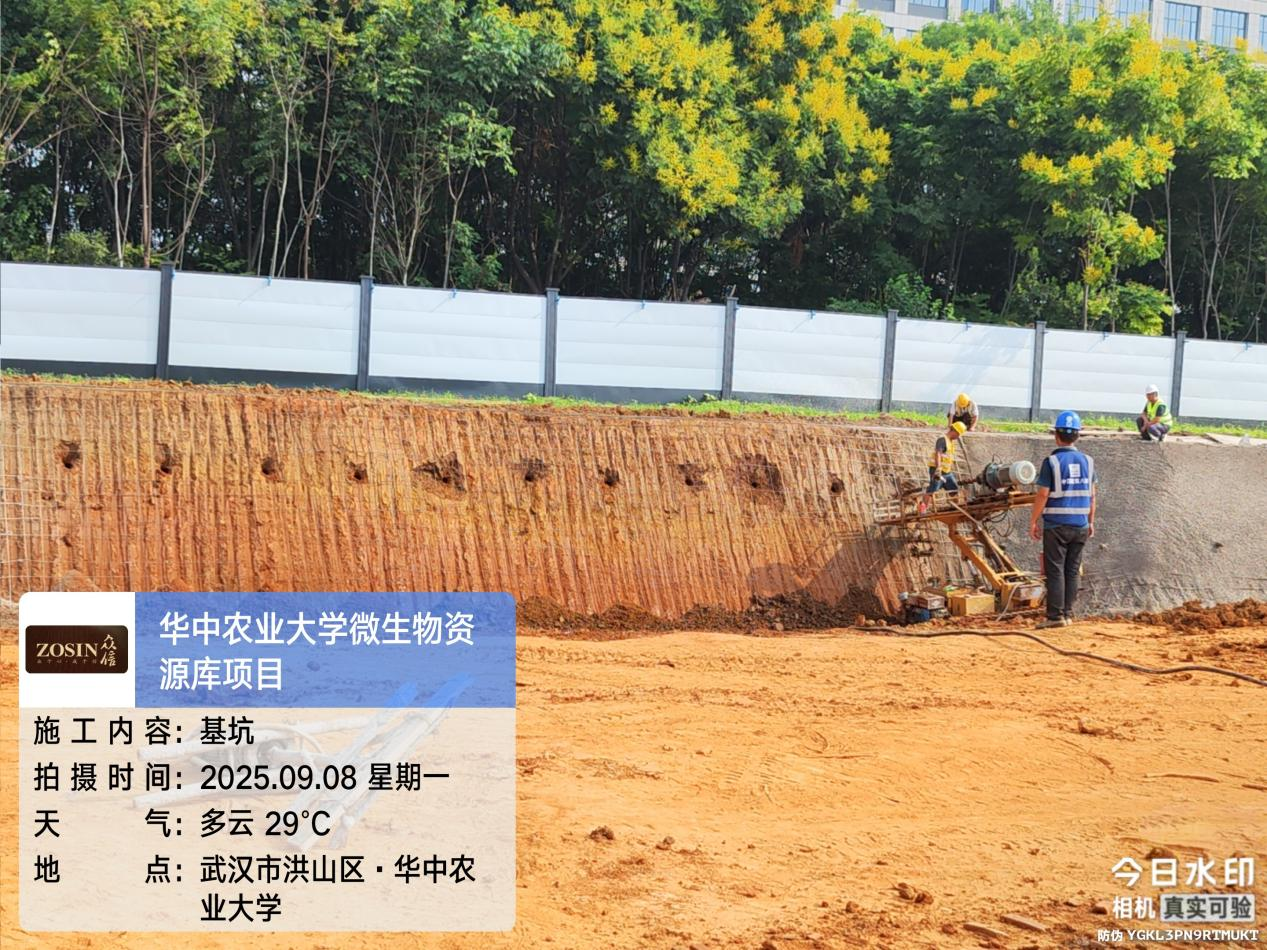 ZOSIN 众信
华中农业大学微生物资
源库项目
施工内容：基坑
拍摄时间：2025.09.08 星期一
天气：多云 29℃
地点：武汉市洪山区·华中农
业大学
今日水印
相机 真实可验
防伪 YGKL3PN9RTMUKT